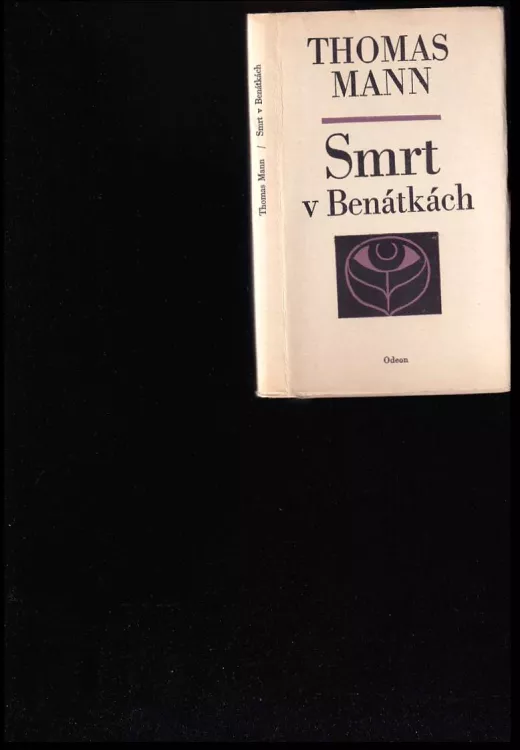 Thomas Mann / Smrt v Benátkách
THOMAS
MANN
Smrt
v Benátkách
Odeon